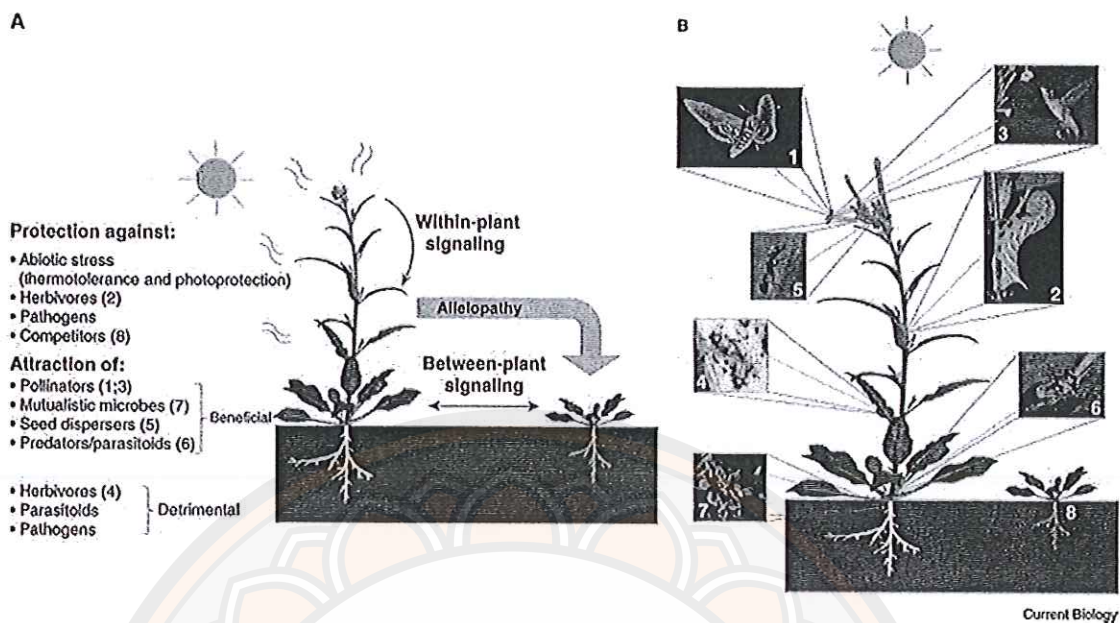 A
Protection against:
• Abiotic stress
(thermotolerance and photoprotection)
• Herbivores (2)
• Pathogens
• Competitors (8)
Attraction of:
• Pollinators (1;3)
• Mutualistic microbes (7)
• Seed dispersers (5)
• Predators/parasitoids (6)
Beneficial
• Herbivores (4)
• Parasitoids
• Pathogens
Detrimental
Within-plant
signaling
Allelopathy
Between-plant
signaling
B
1
3
2
5
4
6
7
8
Current Biology